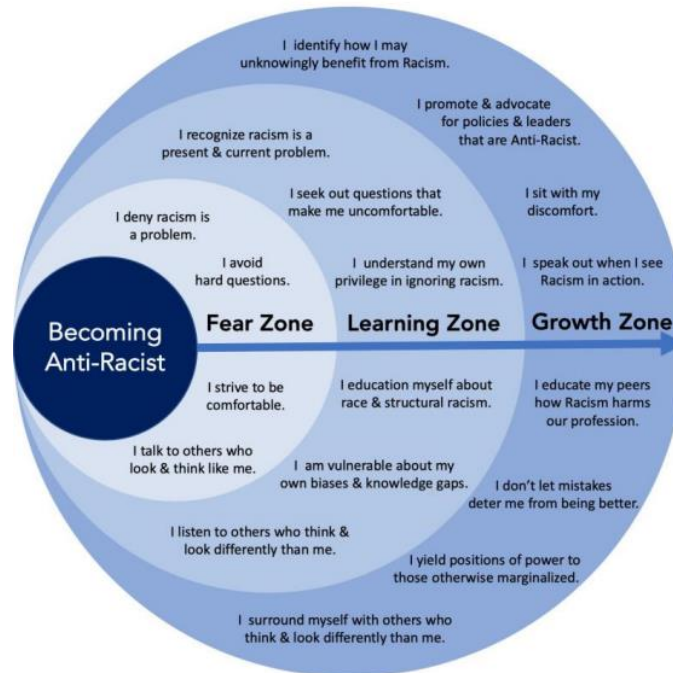 I identify how I may
unknowingly benefit from Racism.
I promote & advocate
for policies & leaders
that are Anti-Racist.
I recognize racism is a
present & current problem.
I seek out questions that
make me uncomfortable.
I sit with my
discomfort.
I deny racism is
a problem.
I avoid
hard questions.
I understand my own
privilege in ignoring racism.
I speak out when I see
Racism in action.
Becoming
Anti-Racist
Fear Zone
Learning Zone
Growth Zone
I strive to be
comfortable.
I education myself about
race & structural racism.
I educate my peers
how Racism harms
our profession.
I talk to others who
look & think like me.
I am vulnerable about my
own biases & knowledge gaps.
I don't let mistakes
deter me from being better.
I listen to others who think &
look differently than me.
I yield positions of power to
those otherwise marginalized.
I surround myself with others who
think & look differently than me.